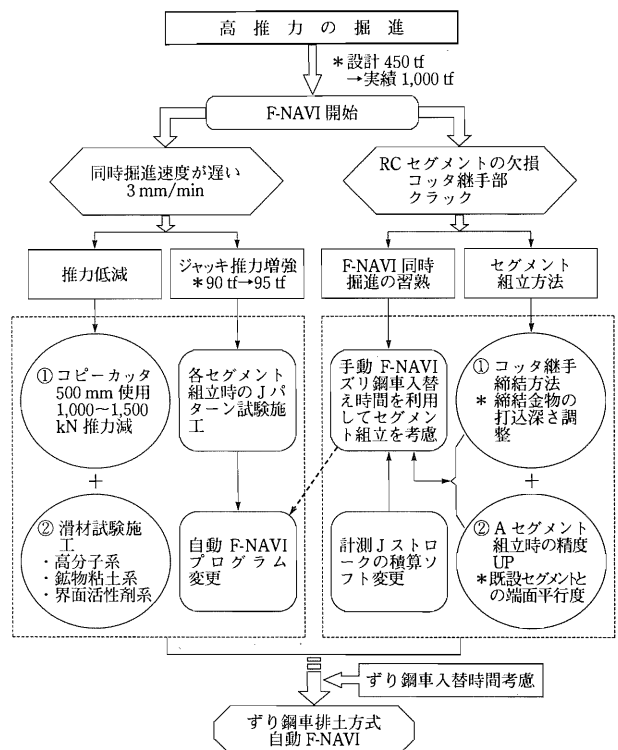 高推力の掘進
＊設計 450 tf
→実績 1,000 tf
F-NAVI 開始
同時掘進速度が遅い
3 mm/min
RC セグメントの欠損
コッタ継手部
クラック
推力低減
ジャッキ推力増強
＊90 tf→95 tf
F-NAVI 同時
掘進の習熟
セグメント
組立方法
① コピーカッタ
500 mm 使用
1,000～1,500
kN 推力減
各セグメント
組立時の J パ
ターン試験施
工
手動 F-NAVI
ズリ鋼車入替
え時間を利用
してセグメン
ト組立を考慮
① コッタ継手
締結方法
＊ 締結金物の
打込深さ調
整
＋
＋
② 滑材試験施
工
・高分子系
・鉱物粘土系
・界面活性剤系
自動 F-NAVI
プログラム
変更
計測 J ストロ
ークの積算ソ
フト変更
② A セグメント
組立時の精度
UP
＊既設セグメントと
の端面平行度
ずり鋼車入替時間考慮
ずり鋼車排土方式
自動 F-NAVI